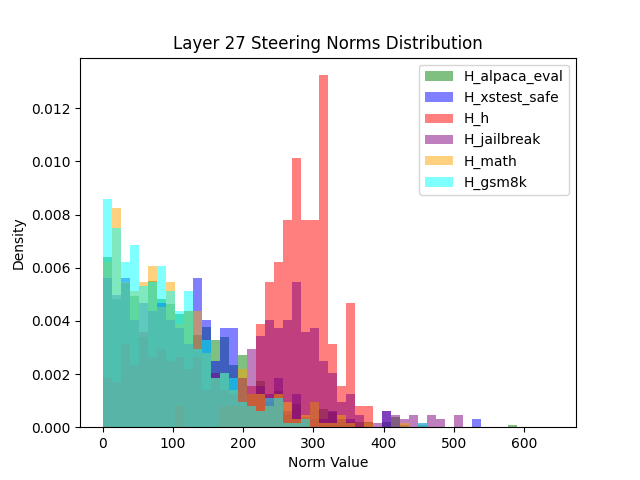 Layer 27 Steering Norms Distribution
H_alpaca_eval
H_xstest_safe
H_h
H_jailbreak
H_math
H_gsm8k
Density
0.012
0.010
0.008
0.006
0.004
0.002
0.000
0 100 200 300 400 500 600
Norm Value